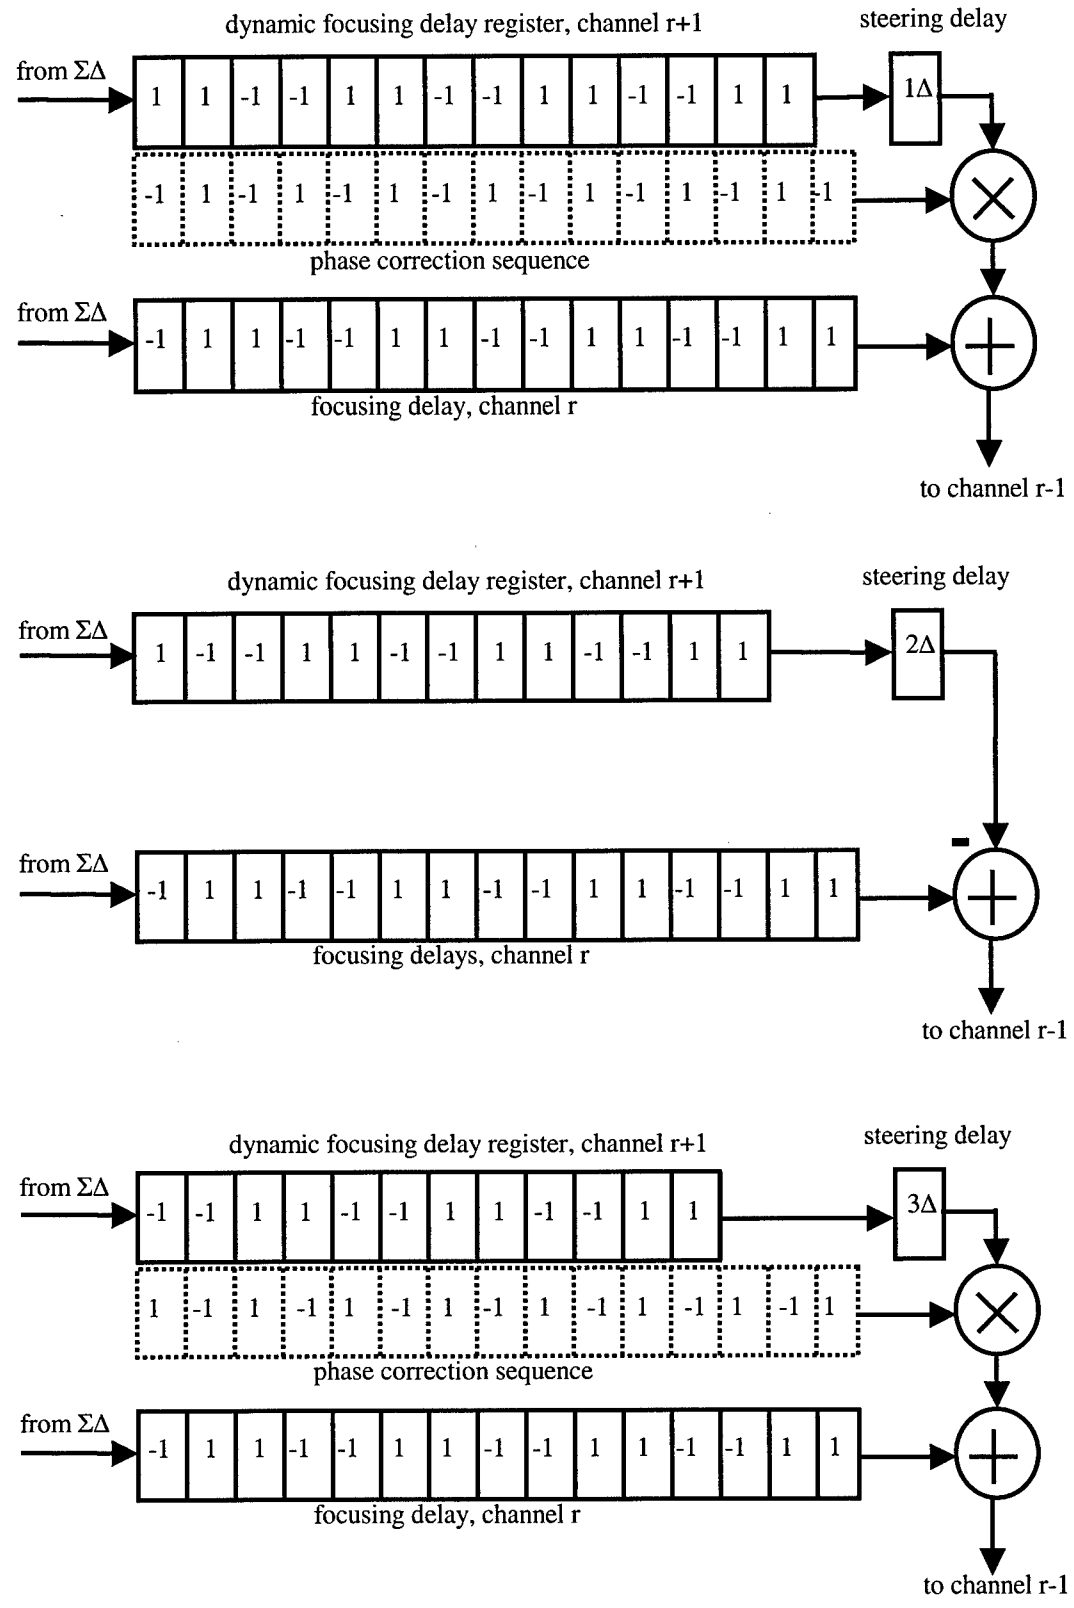 dynamic focusing delay register, channel r+1
steering delay
from ΣΔ
1 1 -1 -1 1 1 -1 -1 1 1 -1 -1 1 1
1Δ
-1 1 -1 1 -1 1 -1 1 -1 1 -1 1 -1 1 -1
phase correction sequence
from ΣΔ
-1 1 1 -1 -1 1 1 -1 -1 1 1 -1 -1 1 1
focusing delay, channel r
to channel r-1
dynamic focusing delay register, channel r+1
steering delay
from ΣΔ
1 -1 -1 1 1 -1 -1 1 1 -1 -1 1 1
2Δ
-
from ΣΔ
-1 1 1 -1 -1 1 1 -1 -1 1 1 -1 -1 1 1
focusing delays, channel r
to channel r-1
dynamic focusing delay register, channel r+1
steering delay
from ΣΔ
-1 -1 1 1 -1 -1 1 1 -1 -1 1 1
3Δ
1 -1 1 -1 1 -1 1 -1 1 -1 1 -1 1 -1 1
phase correction sequence
from ΣΔ
-1 1 1 -1 -1 1 1 -1 -1 1 1 -1 -1 1 1
focusing delay, channel r
to channel r-1